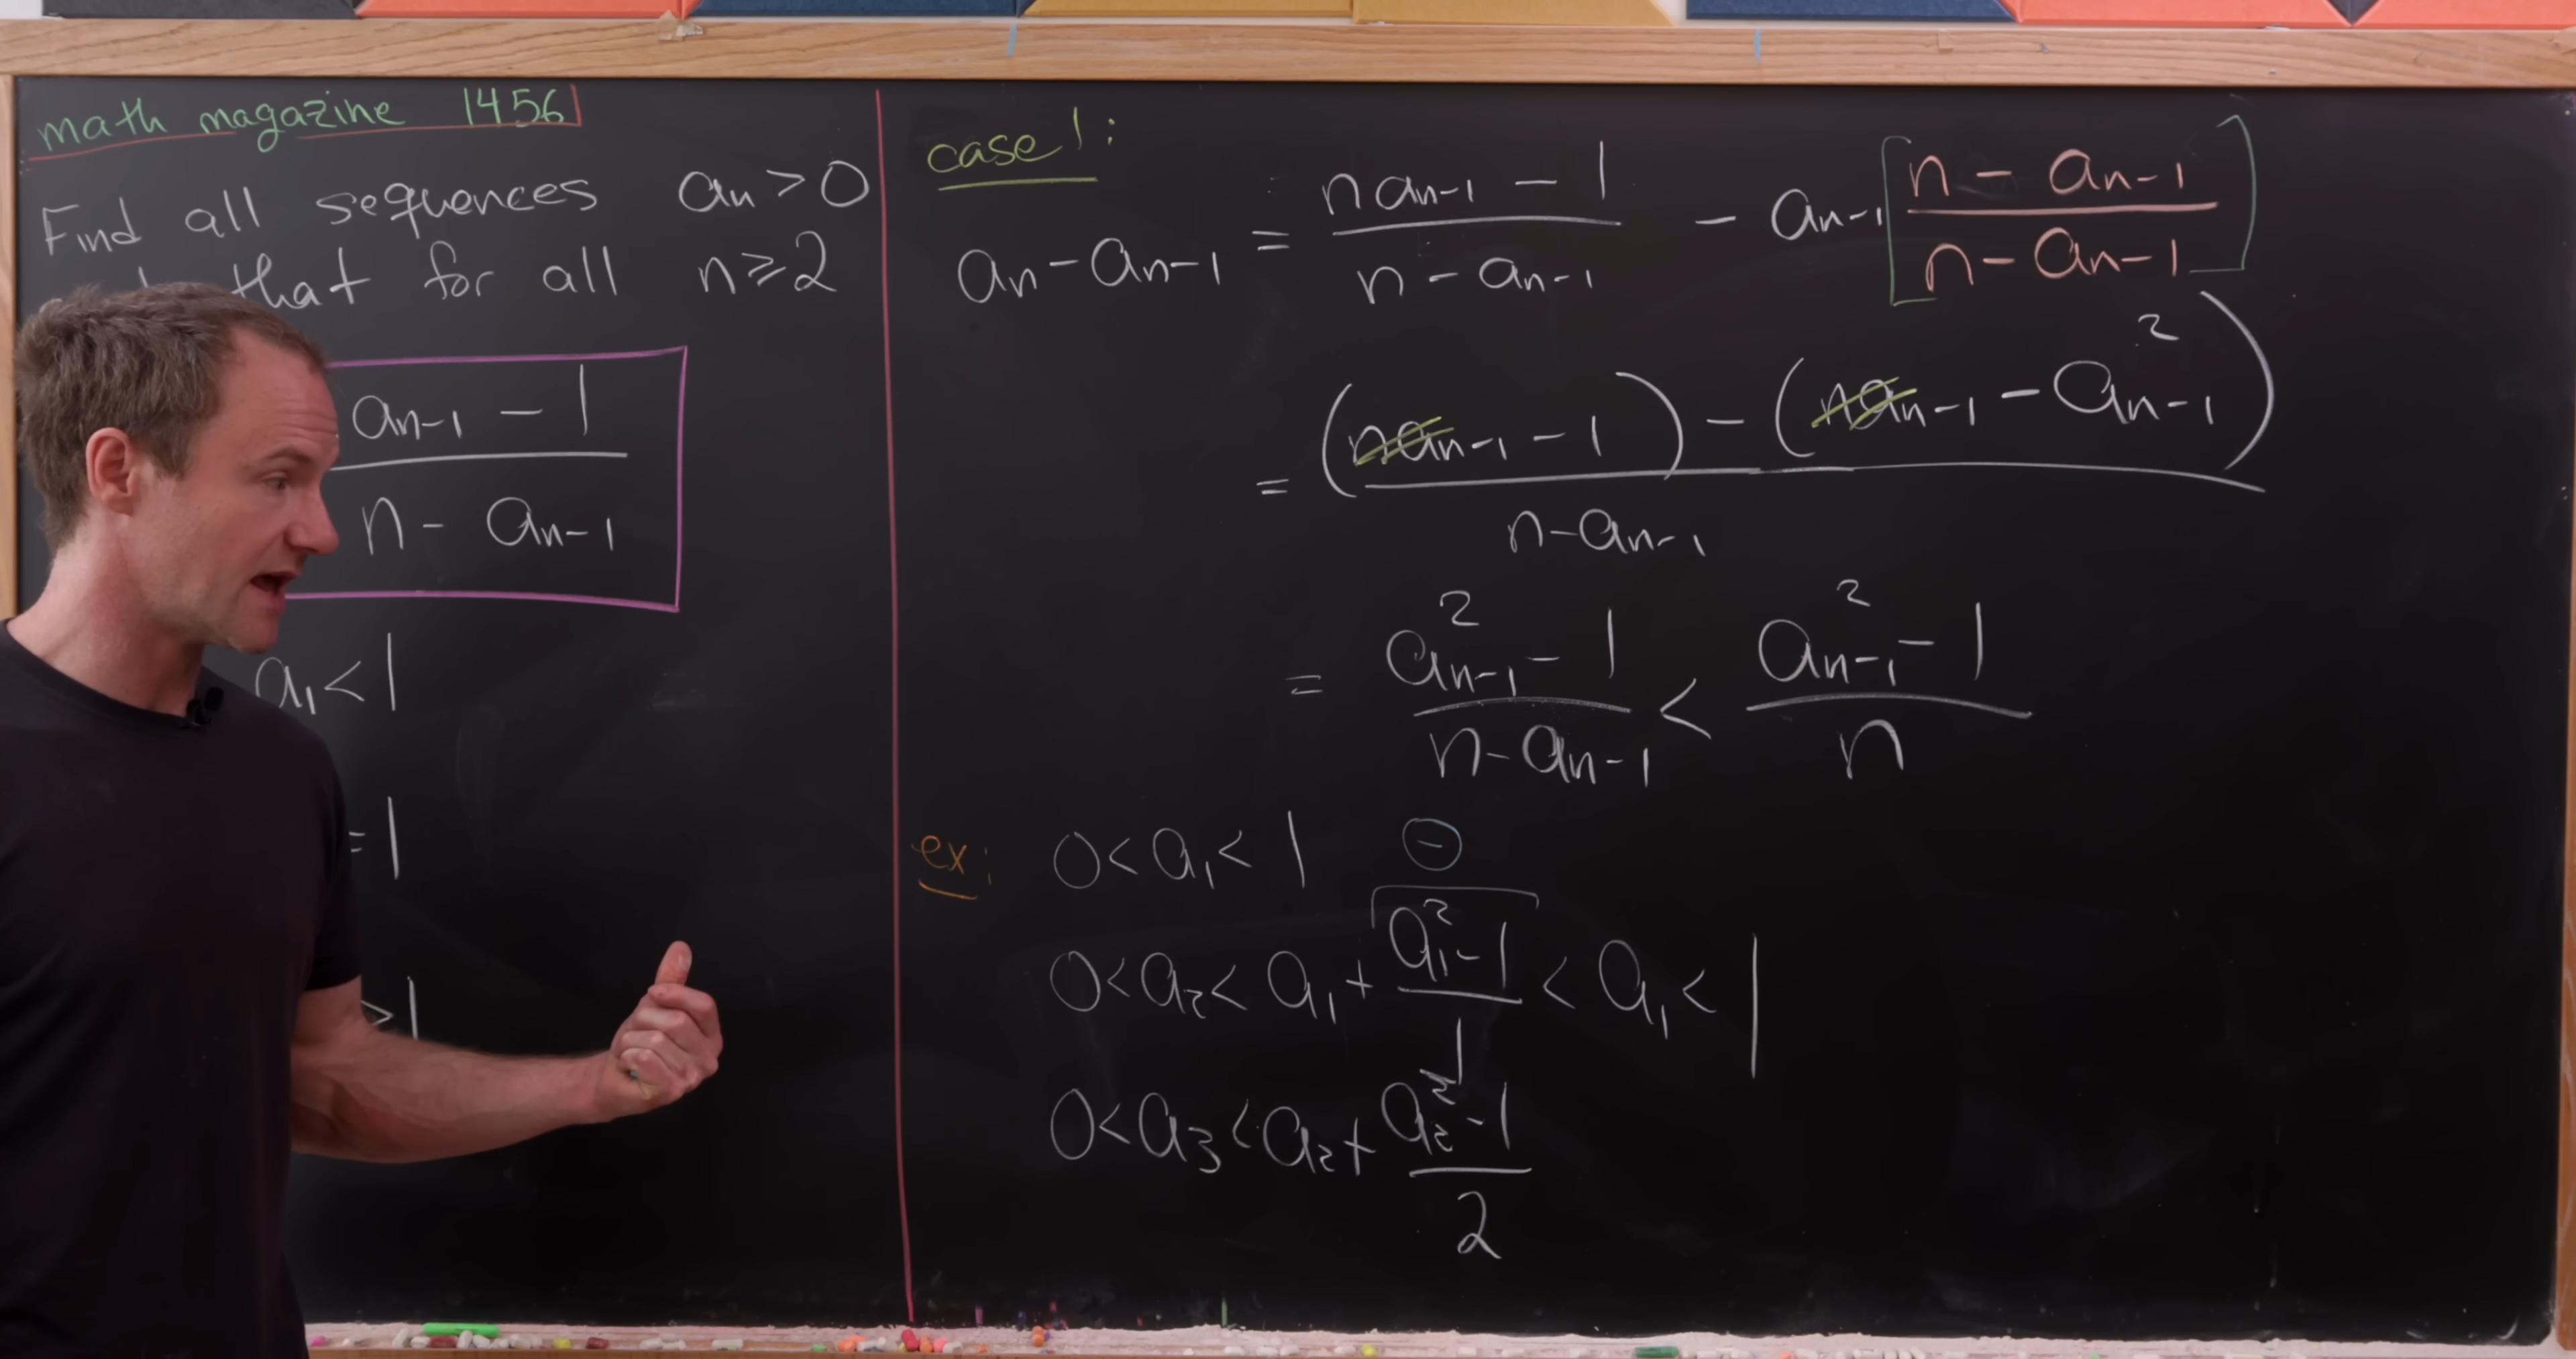 math magazine 1456
Find all sequences an > 0
that for all n ≥ 2
an-1 - 1
n - an-1
a1 < 1
= 1
> 1
case 1:
an - an-1 = (n an-1 - 1)/(n - an-1) - an-1 [(n - an-1)/(n - an-1)]
= ((n an-1 - 1) - (n an-1 - an-1²))/(n - an-1)
= (an-1² - 1)/(n - an-1) < (an-1² - 1)/n
ex: 0 < a1 < 1 ⊖
0 < a2 < a1 + (a1² - 1)/1 < a1 < 1
0 < a3 < a2 + (a2² - 1)/2